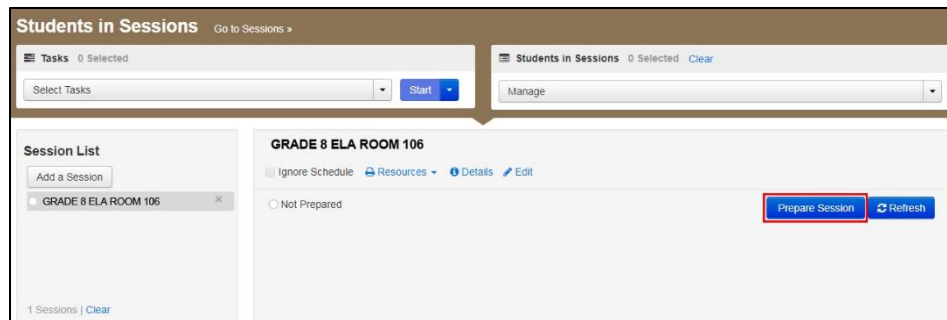 Students in Sessions Go to Sessions »
Tasks 0 Selected
Select Tasks
Start
Students in Sessions 0 Selected Clear
Manage
Session List
Add a Session
GRADE 8 ELA ROOM 106 ×
1 Sessions | Clear
GRADE 8 ELA ROOM 106
Ignore Schedule Resources Details Edit
Not Prepared
Prepare Session Refresh